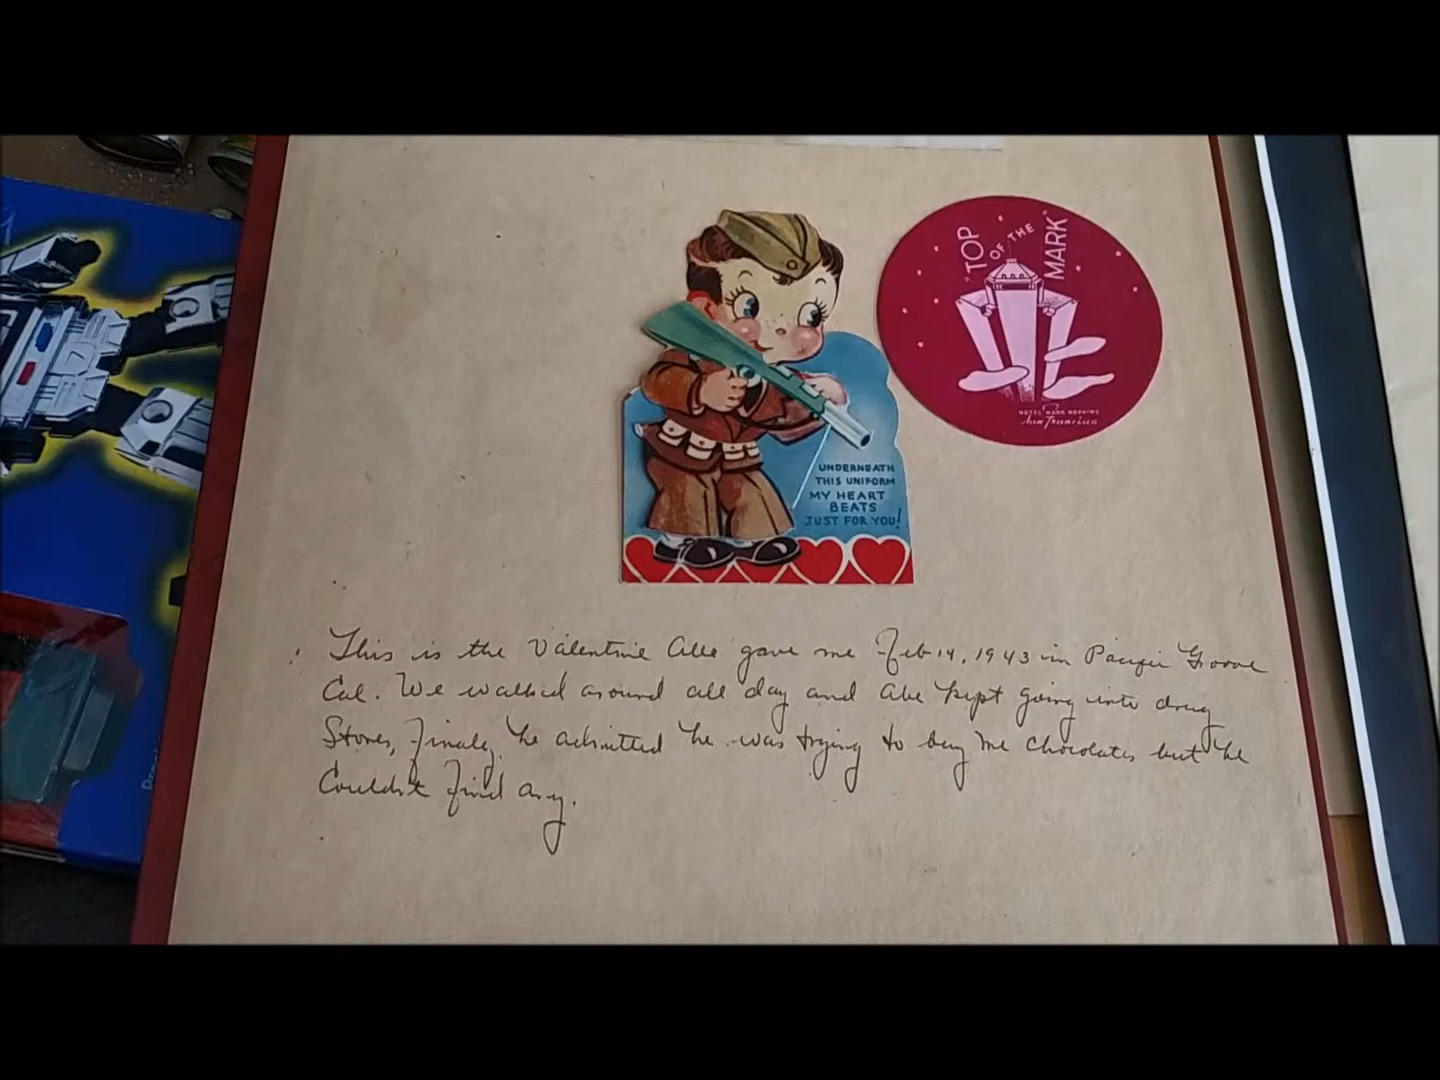 "TOP
OF THE
MARK"
HOTEL MARK HOPKINS
San Francisco
UNDERNEATH
THIS UNIFORM
MY HEART
BEATS
JUST FOR YOU!
This is the Valentine Abe gave me Feb 14, 1943 in Pacific Groove
Cal. We walked around all day and Abe kept going into drug
Stores, Finaly, he admitted he was trying to buy me chocolates but he
Couldn't find any.